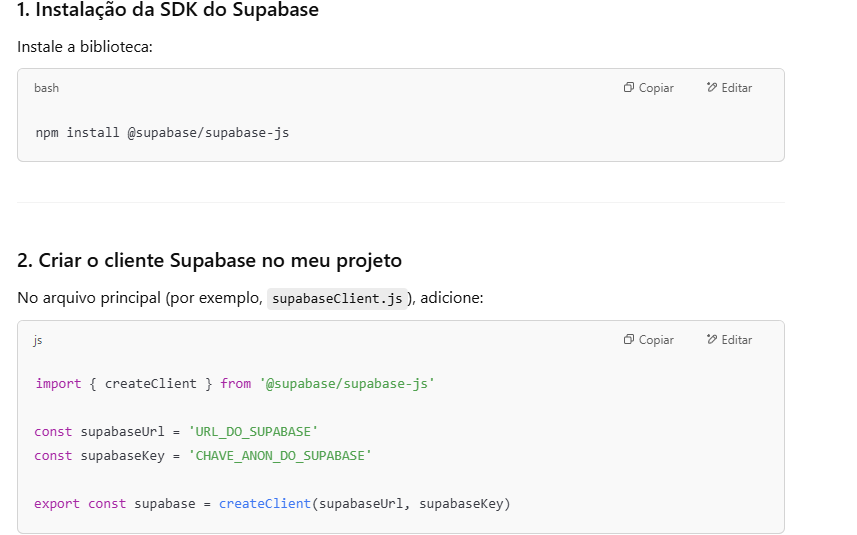 1. Instalação da SDK do Supabase
Instale a biblioteca:
bash
Copiar
Editar
npm install @supabase/supabase-js
2. Criar o cliente Supabase no meu projeto
No arquivo principal (por exemplo, supabaseClient.js), adicione:
js
Copiar
Editar
import { createClient } from '@supabase/supabase-js'
const supabaseUrl = 'URL_DO_SUPABASE'
const supabaseKey = 'CHAVE_ANON_DO_SUPABASE'
export const supabase = createClient(supabaseUrl, supabaseKey)